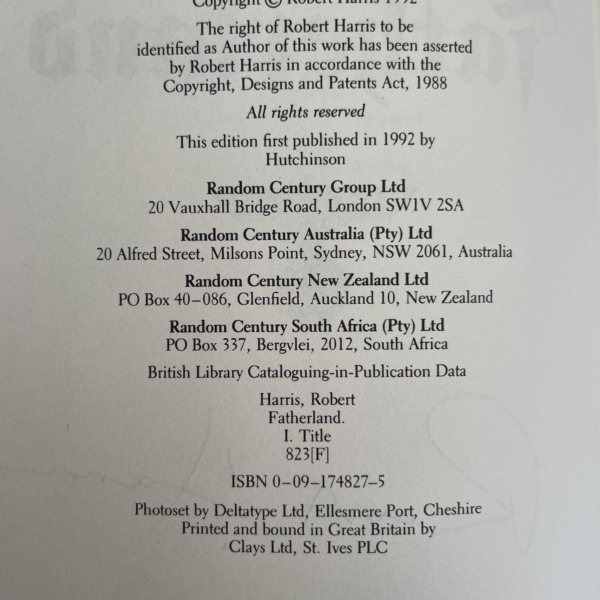 Copyright © Robert Harris 1992
The right of Robert Harris to be
identified as Author of this work has been asserted
by Robert Harris in accordance with the
Copyright, Designs and Patents Act, 1988
All rights reserved
This edition first published in 1992 by
Hutchinson
Random Century Group Ltd
20 Vauxhall Bridge Road, London SW1V 2SA
Random Century Australia (Pty) Ltd
20 Alfred Street, Milsons Point, Sydney, NSW 2061, Australia
Random Century New Zealand Ltd
PO Box 40–086, Glenfield, Auckland 10, New Zealand
Random Century South Africa (Pty) Ltd
PO Box 337, Bergvlei, 2012, South Africa
British Library Cataloguing-in-Publication Data
Harris, Robert
Fatherland.
I. Title
823[F]
ISBN 0–09–174827–5
Photoset by Deltatype Ltd, Ellesmere Port, Cheshire
Printed and bound in Great Britain by
Clays Ltd, St. Ives PLC